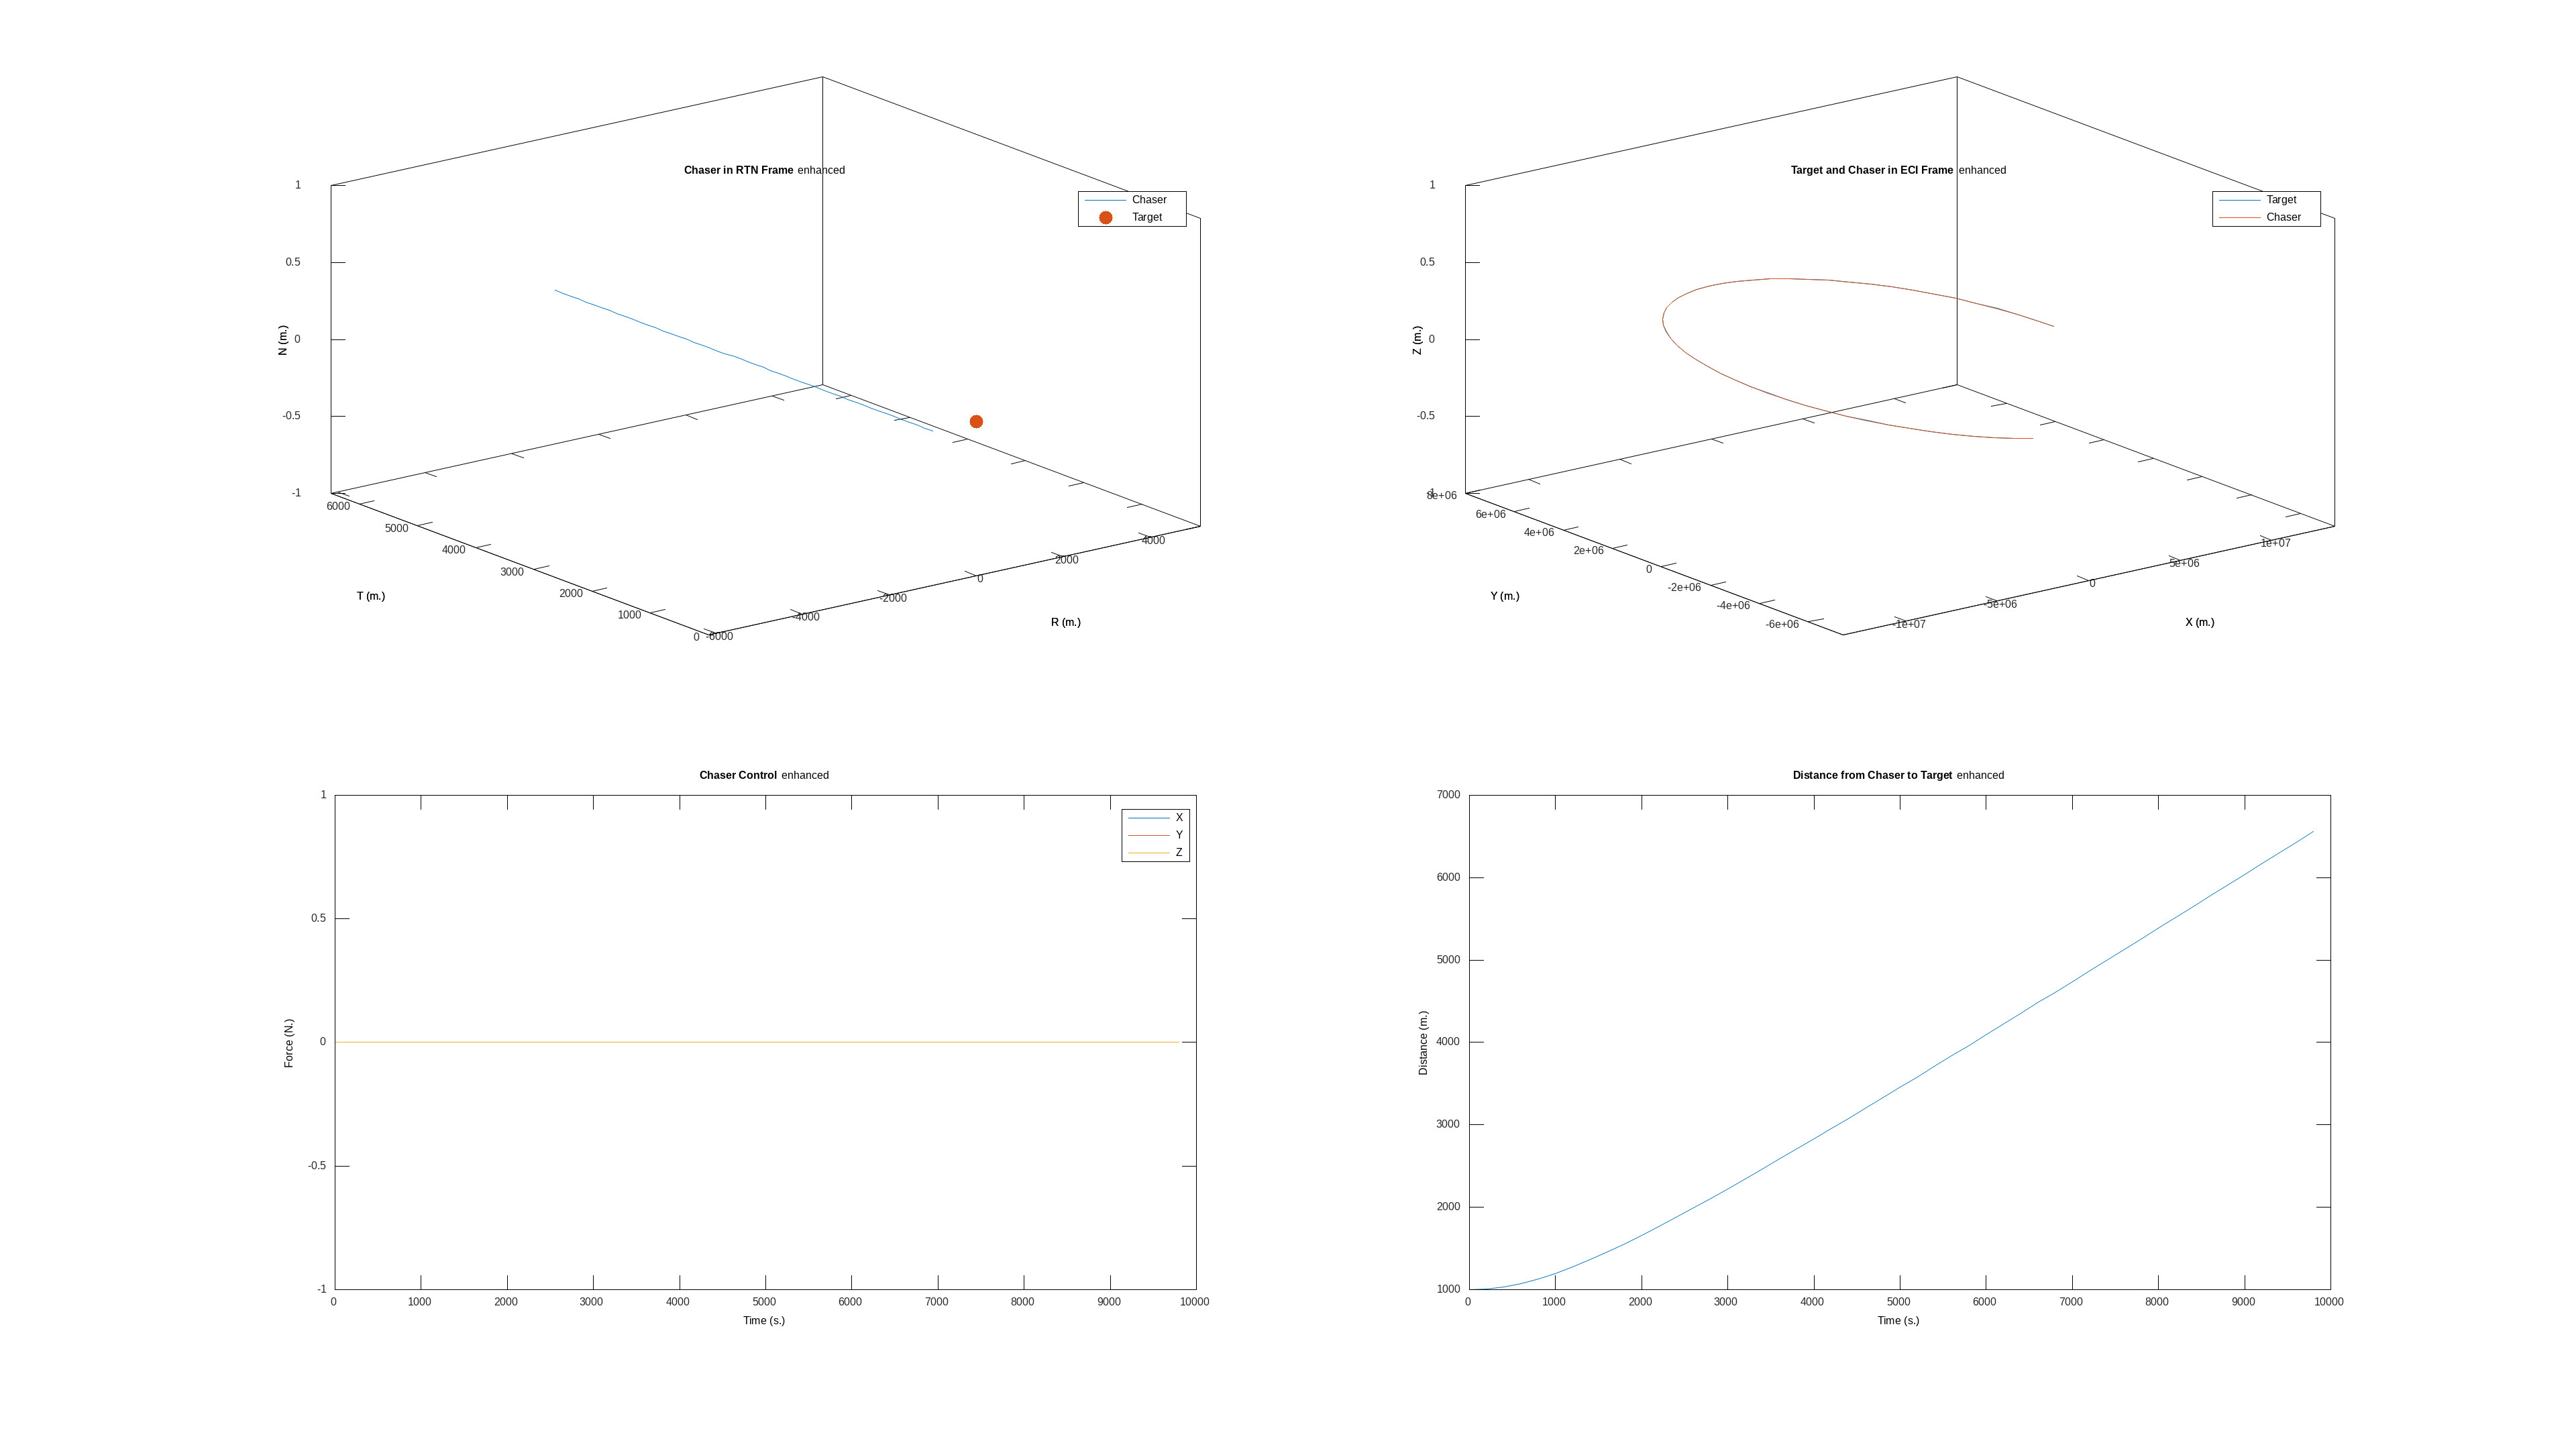 Chaser in RTN Frame enhanced
Chaser
Target
1
0.5
0
-0.5
-1
N (m.)
6000
5000
4000
3000
2000
1000
0
T (m.)
-6000
-4000
-2000
0
2000
4000
R (m.)
Target and Chaser in ECI Frame enhanced
Target
Chaser
1
0.5
0
-0.5
-1
Z (m.)
8e+06
6e+06
4e+06
2e+06
0
-2e+06
-4e+06
-6e+06
Y (m.)
-1e+07
-5e+06
0
5e+06
1e+07
X (m.)
Chaser Control enhanced
X
Y
Z
1
0.5
0
-0.5
-1
Force (N.)
0 1000 2000 3000 4000 5000 6000 7000 8000 9000 10000
Time (s.)
Distance from Chaser to Target enhanced
7000
6000
5000
4000
3000
2000
1000
Distance (m.)
0 1000 2000 3000 4000 5000 6000 7000 8000 9000 10000
Time (s.)